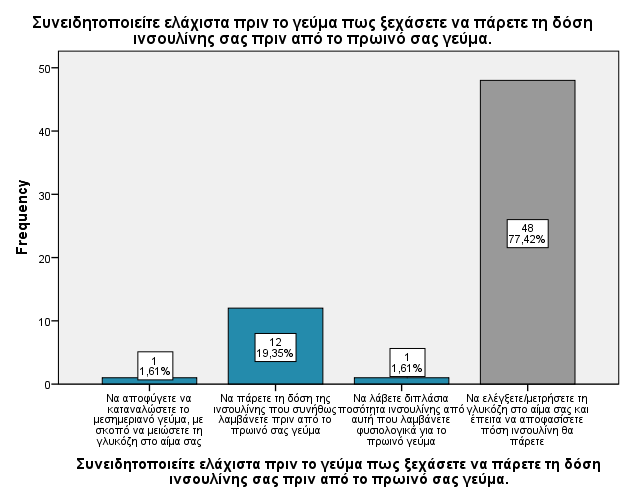 Συνειδητοποιείτε ελάχιστα πριν το γεύμα πως ξεχάσετε να πάρετε τη δόση
ινσουλίνης σας πριν από το πρωινό σας γεύμα.
Frequency
50
40
30
20
10
0
1
1,61%
12
19,35%
1
1,61%
48
77,42%
Να αποφύγετε να
καταναλώσετε το
μεσημεριανό γεύμα, με
σκοπό να μειώσετε τη
γλυκόζη στο αίμα σας
Να πάρετε τη δόση της
ινσουλίνης που συνήθως
λαμβάνετε πριν από το
πρωινό σας γεύμα
Να λάβετε διπλάσια
ποσότητα ινσουλίνης από
αυτή που λαμβάνετε
φυσιολογικά για το
πρωινό γεύμα
Να ελέγξετε/μετρήσετε τη
γλυκόζη στο αίμα σας και
έπειτα να αποφασίσετε
πόση ινσουλίνη θα
πάρετε
Συνειδητοποιείτε ελάχιστα πριν το γεύμα πως ξεχάσετε να πάρετε τη δόση
ινσουλίνης σας πριν από το πρωινό σας γεύμα.